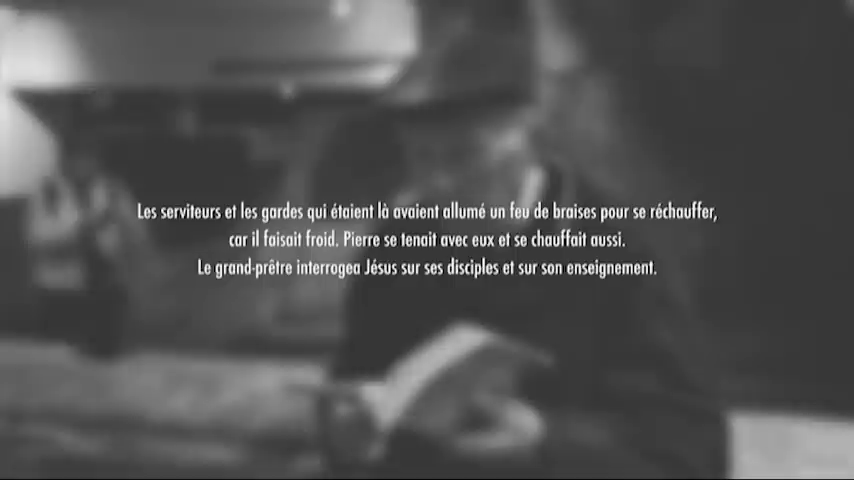 Les serviteurs et les gardes qui étaient là avaient allumé un feu de braises pour se réchauffer,
car il faisait froid. Pierre se tenait avec eux et se chauffait aussi.
Le grand-prêtre interrogea Jésus sur ses disciples et sur son enseignement.